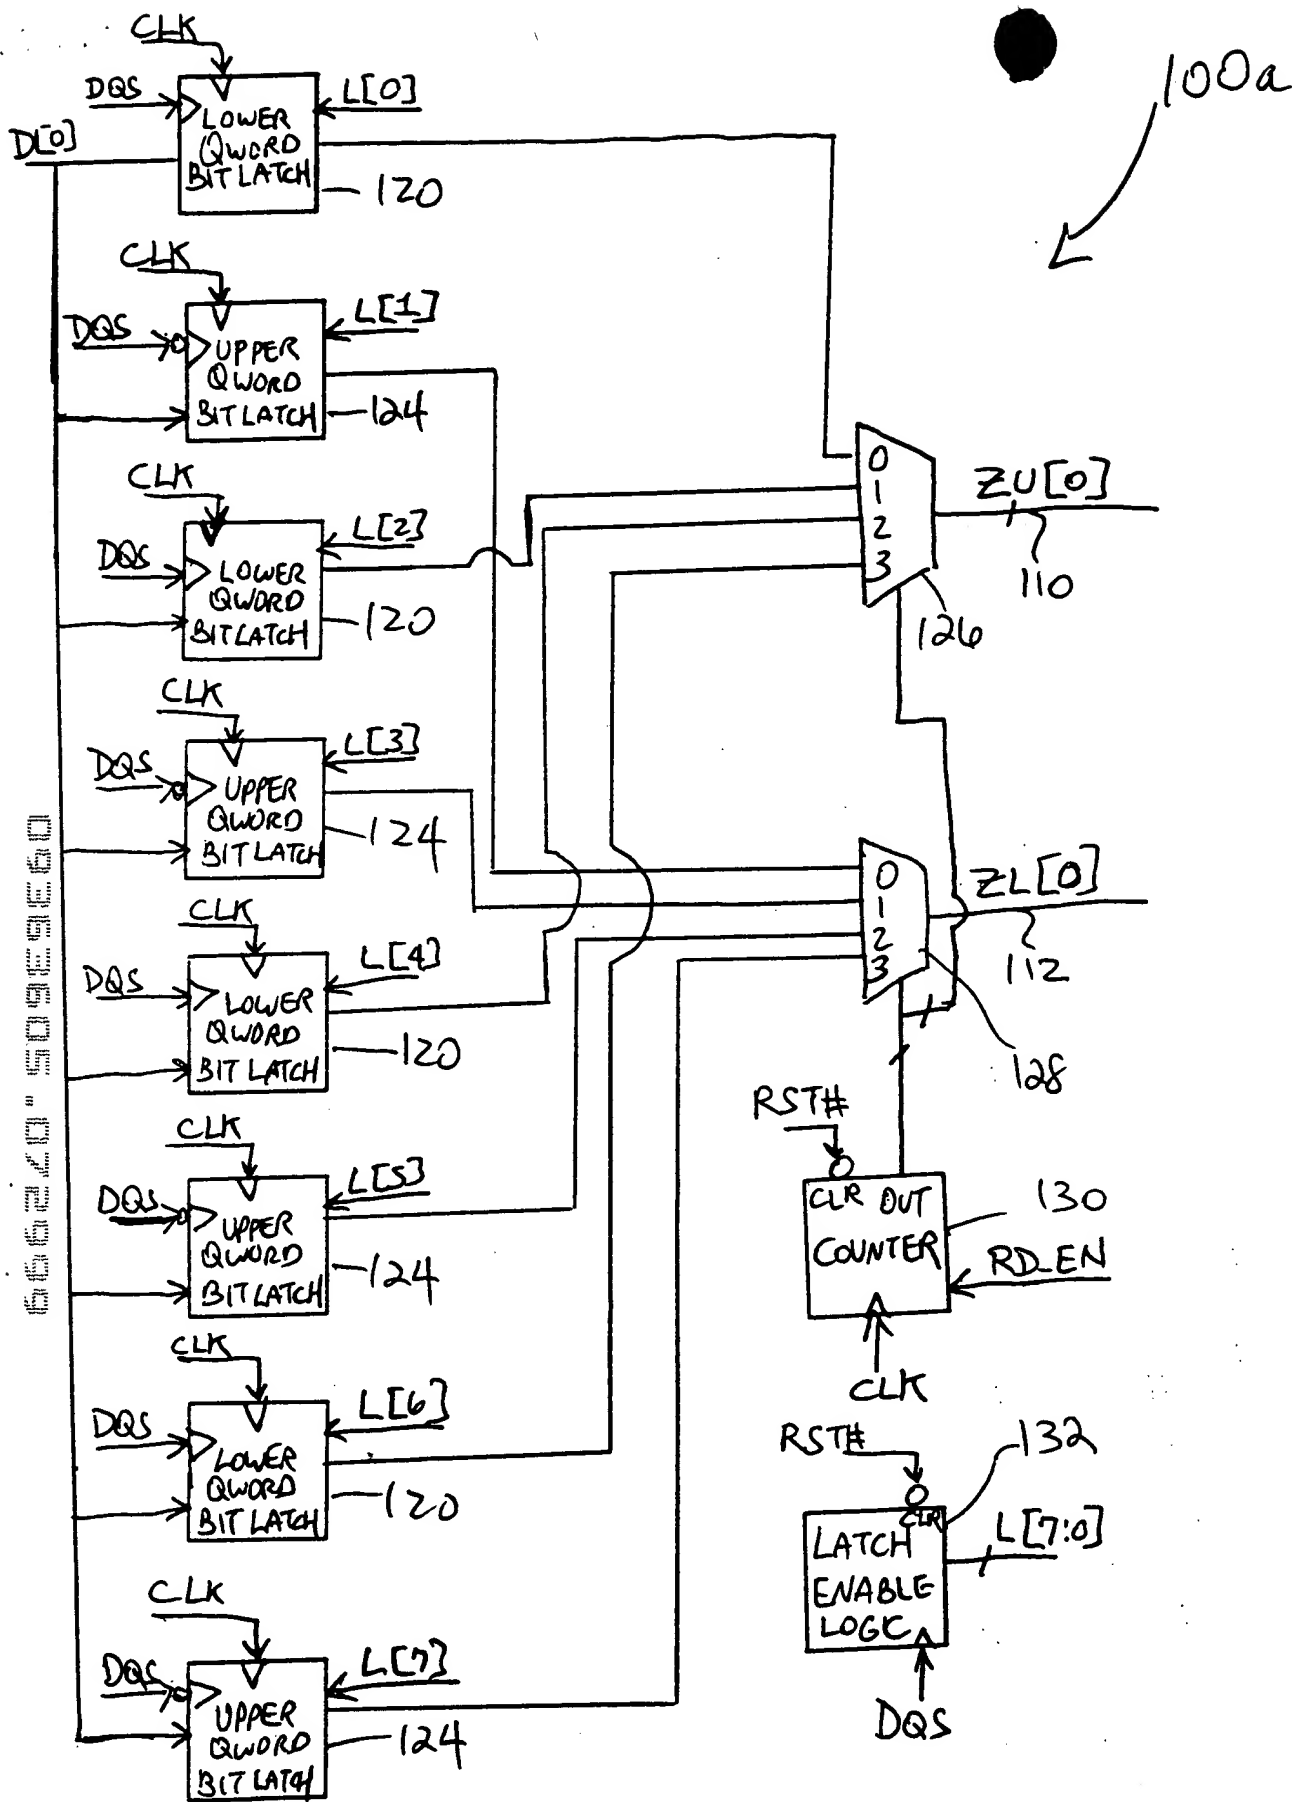 CLK
100a
DQS
L[0]
D[0]
LOWER
QWORD
BIT LATCH
120
CLK
L[1]
DQS
UPPER
QWORD
BIT LATCH
124
CLK
L[2]
DQS
LOWER
QWORD
BIT LATCH
120
0
1
2
3
ZU[0]
110
126
CLK
L[3]
DQS
UPPER
QWORD
BIT LATCH
124
CLK
L[4]
DQS
LOWER
QWORD
BIT LATCH
120
0
1
2
3
ZL[0]
112
128
CLK
L[5]
DQS
UPPER
QWORD
BIT LATCH
124
RST#
CLR OUT
COUNTER
130
RD_EN
CLK
CLK
L[6]
DQS
LOWER
QWORD
BIT LATCH
120
RST#
132
CLR
LATCH
ENABLE
LOGIC
L[7:0]
DQS
CLK
L[7]
DQS
UPPER
QWORD
BIT LATCH
124